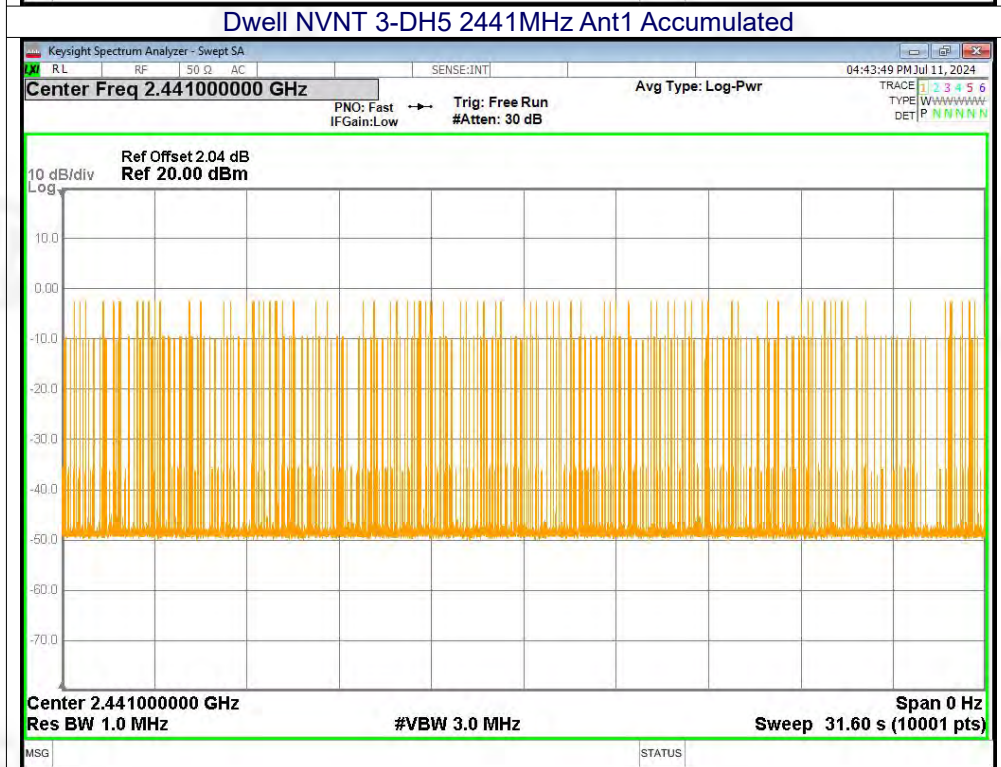 Dwell NVNT 3-DH5 2441MHz Ant1 Accumulated
Keysight Spectrum Analyzer - Swept SA
LXI RL RF 50 Ω AC SENSE:INT 04:43:49 PM Jul 11, 2024
Center Freq 2.441000000 GHz Avg Type: Log-Pwr TRACE 1 2 3 4 5 6
PNO: Fast Trig: Free Run TYPE WWWWWWW
IFGain:Low #Atten: 30 dB DET P N N N N N
Ref Offset 2.04 dB
10 dB/div Ref 20.00 dBm
Log
10.0
0.00
-10.0
-20.0
-30.0
-40.0
-50.0
-60.0
-70.0
Center 2.441000000 GHz Span 0 Hz
Res BW 1.0 MHz #VBW 3.0 MHz Sweep 31.60 s (10001 pts)
MSG STATUS